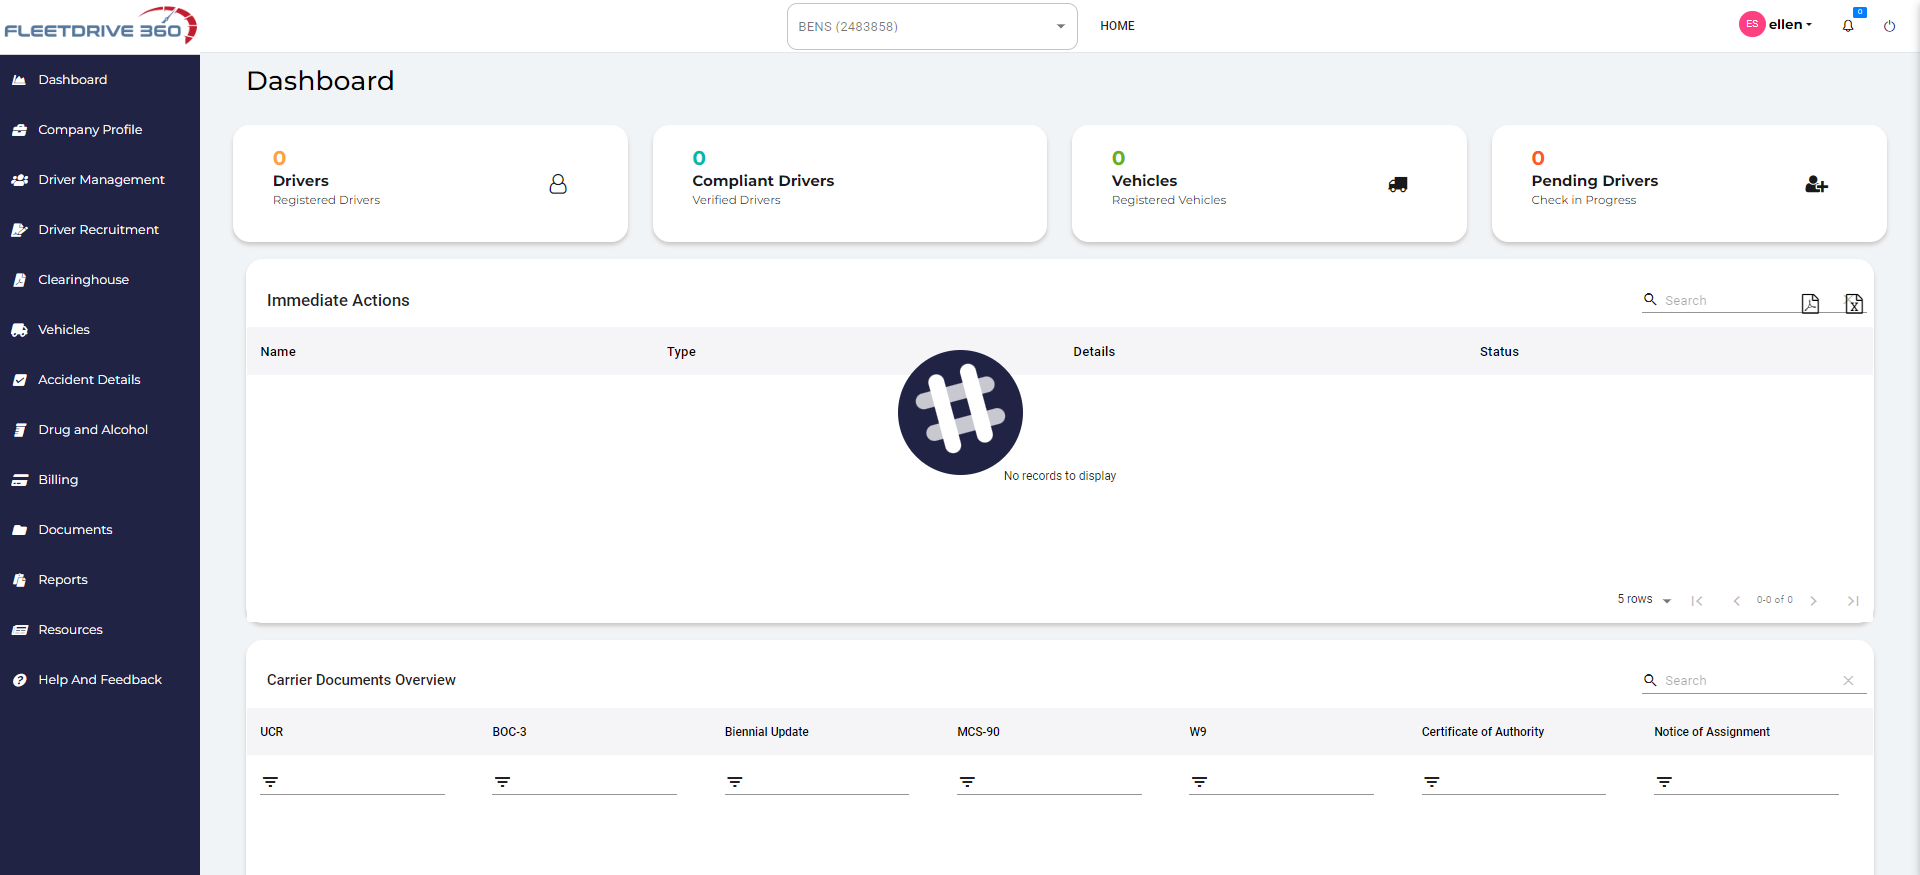 FLEETDRIVE 360
BENS (2483858)
HOME
ES
ellen
0
Dashboard
Company Profile
Driver Management
Driver Recruitment
Clearinghouse
Vehicles
Accident Details
Drug and Alcohol
Billing
Documents
Reports
Resources
Help And Feedback
Dashboard
0
Drivers
Registered Drivers
0
Compliant Drivers
Verified Drivers
0
Vehicles
Registered Vehicles
0
Pending Drivers
Check in Progress
Immediate Actions
Search
Name Type Details Status
No records to display
5 rows 0-0 of 0
Carrier Documents Overview
Search
UCR BOC-3 Biennial Update MCS-90 W9 Certificate of Authority Notice of Assignment